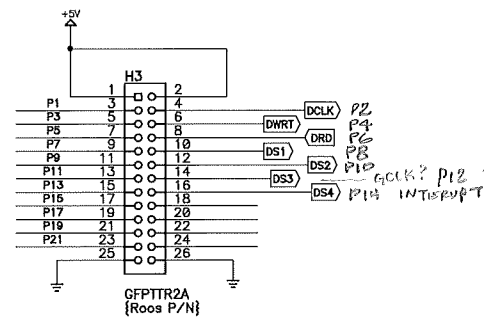 +5V
H3
1 2
P1 3 4 DCLK P2
P3 5 6 DWRT P4
P5 7 8 DRD P6
P7 9 10 DS1 P8
P9 11 12 DS2 P10
P11 13 14 DS3 GCLK? P12
P13 15 16 DS4 P14 INTERUPT
P15 17 18
P17 19 20
P19 21 22
P21 23 24
25 26
GFPTTR2A
{Roos P/N}